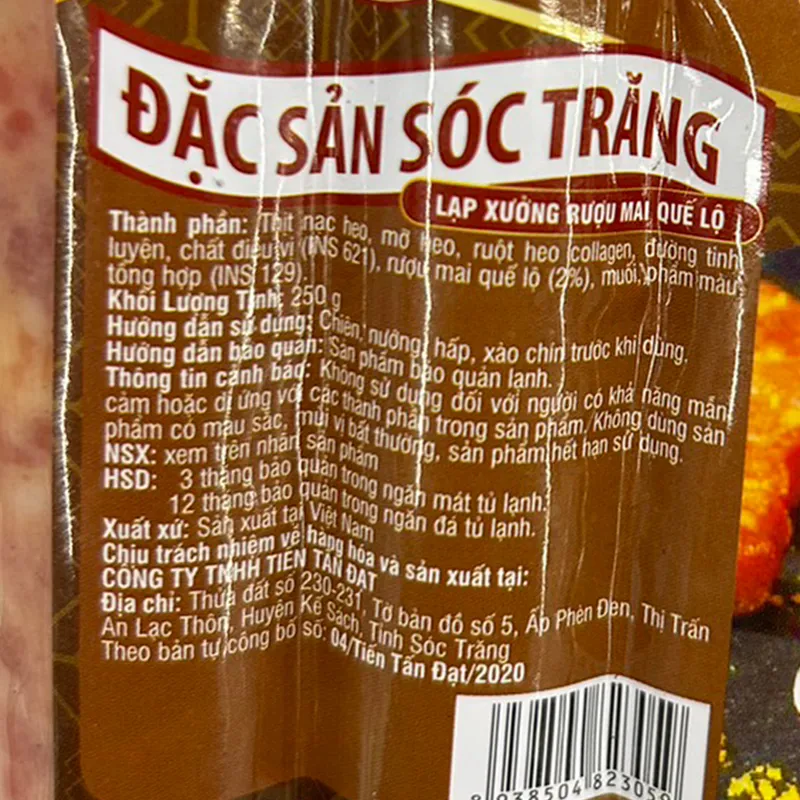 ĐẶC SẢN SÓC TRĂNG
LẠP XƯỞNG RƯỢU MAI QUẾ LỘ
Thành phần: Thịt nạc heo, mỡ heo, ruột heo (collagen, đường tinh
luyện, chất điều vị (INS 621), rượu mai quế lộ (2%), muối, phẩm màu
tổng hợp (INS 129).
Khối Lượng Tịnh: 250 g
Hướng dẫn sử dụng: Chiên, nướng, hấp, xào chín trước khi dùng.
Hướng dẫn bảo quản: Sản phẩm bảo quản lạnh.
Thông tin cảnh báo: Không sử dụng đối với người có khả năng mẫn
cảm hoặc dị ứng với các thành phần trong sản phẩm. Không dùng sản
phẩm có màu sắc, mùi vị bất thường, sản phẩm hết hạn sử dụng.
NSX: xem trên nhãn sản phẩm
HSD: 3 tháng bảo quản trong ngăn mát tủ lạnh.
12 tháng bảo quản trong ngăn đá tủ lạnh.
Xuất xứ: Sản xuất tại Việt Nam
Chịu trách nhiệm về hàng hóa và sản xuất tại:
CÔNG TY TNHH TIẾN TẤN ĐẠT
Địa chỉ: Thửa đất số 230-231, Tờ bản đồ số 5, Ấp Phèn Đen, Thị Trấn
An Lạc Thôn, Huyện Kế Sách, Tỉnh Sóc Trăng
Theo bản tự công bố số: 04/Tiến Tấn Đạt/2020
8 938504 823059